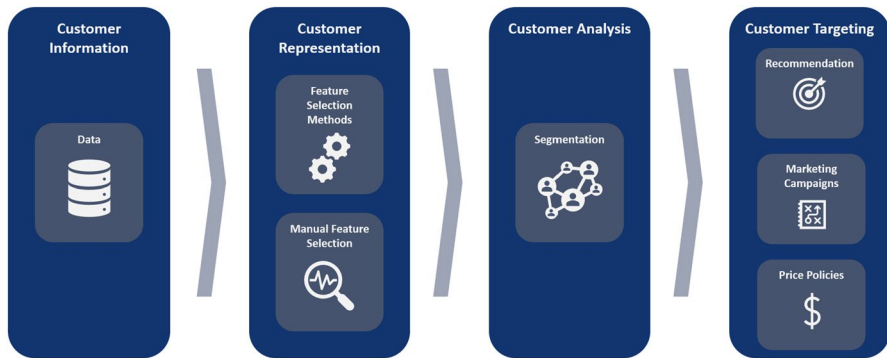 Customer
Information
Data
Customer
Representation
Feature
Selection
Methods
Manual Feature
Selection
Customer Analysis
Segmentation
Customer Targeting
Recommendation
Marketing
Campaigns
Price Policies